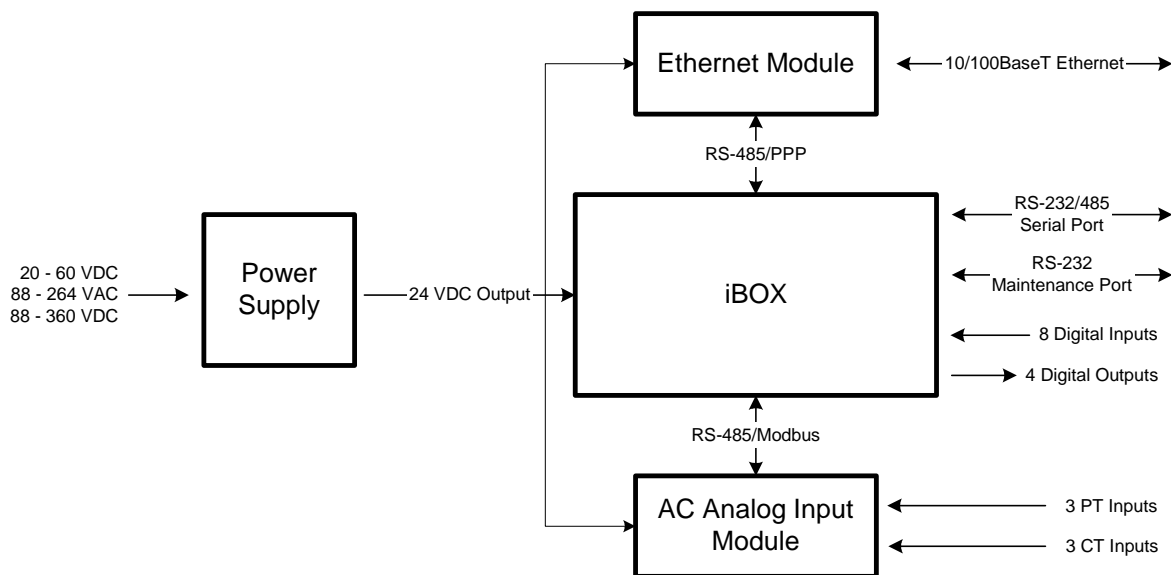 Ethernet Module
10/100BaseT Ethernet
RS-485/PPP
20 - 60 VDC
88 - 264 VAC
88 - 360 VDC
Power
Supply
24 VDC Output
iBOX
RS-232/485
Serial Port
RS-232
Maintenance Port
8 Digital Inputs
4 Digital Outputs
RS-485/Modbus
AC Analog Input
Module
3 PT Inputs
3 CT Inputs